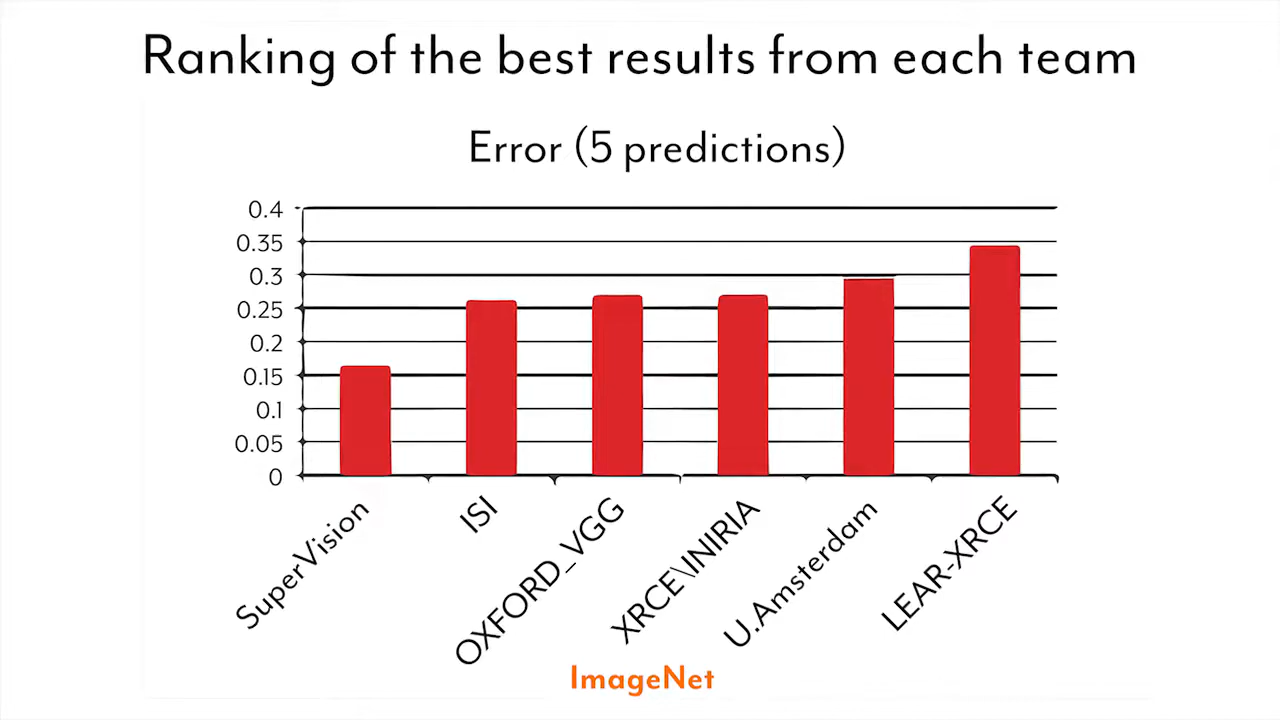 Ranking of the best results from each team
Error (5 predictions)
0.4
0.35
0.3
0.25
0.2
0.15
0.1
0.05
0
SuperVision
ISI
OXFORD_VGG
XRCE\INIRIA
U.Amsterdam
LEAR-XRCE
ImageNet